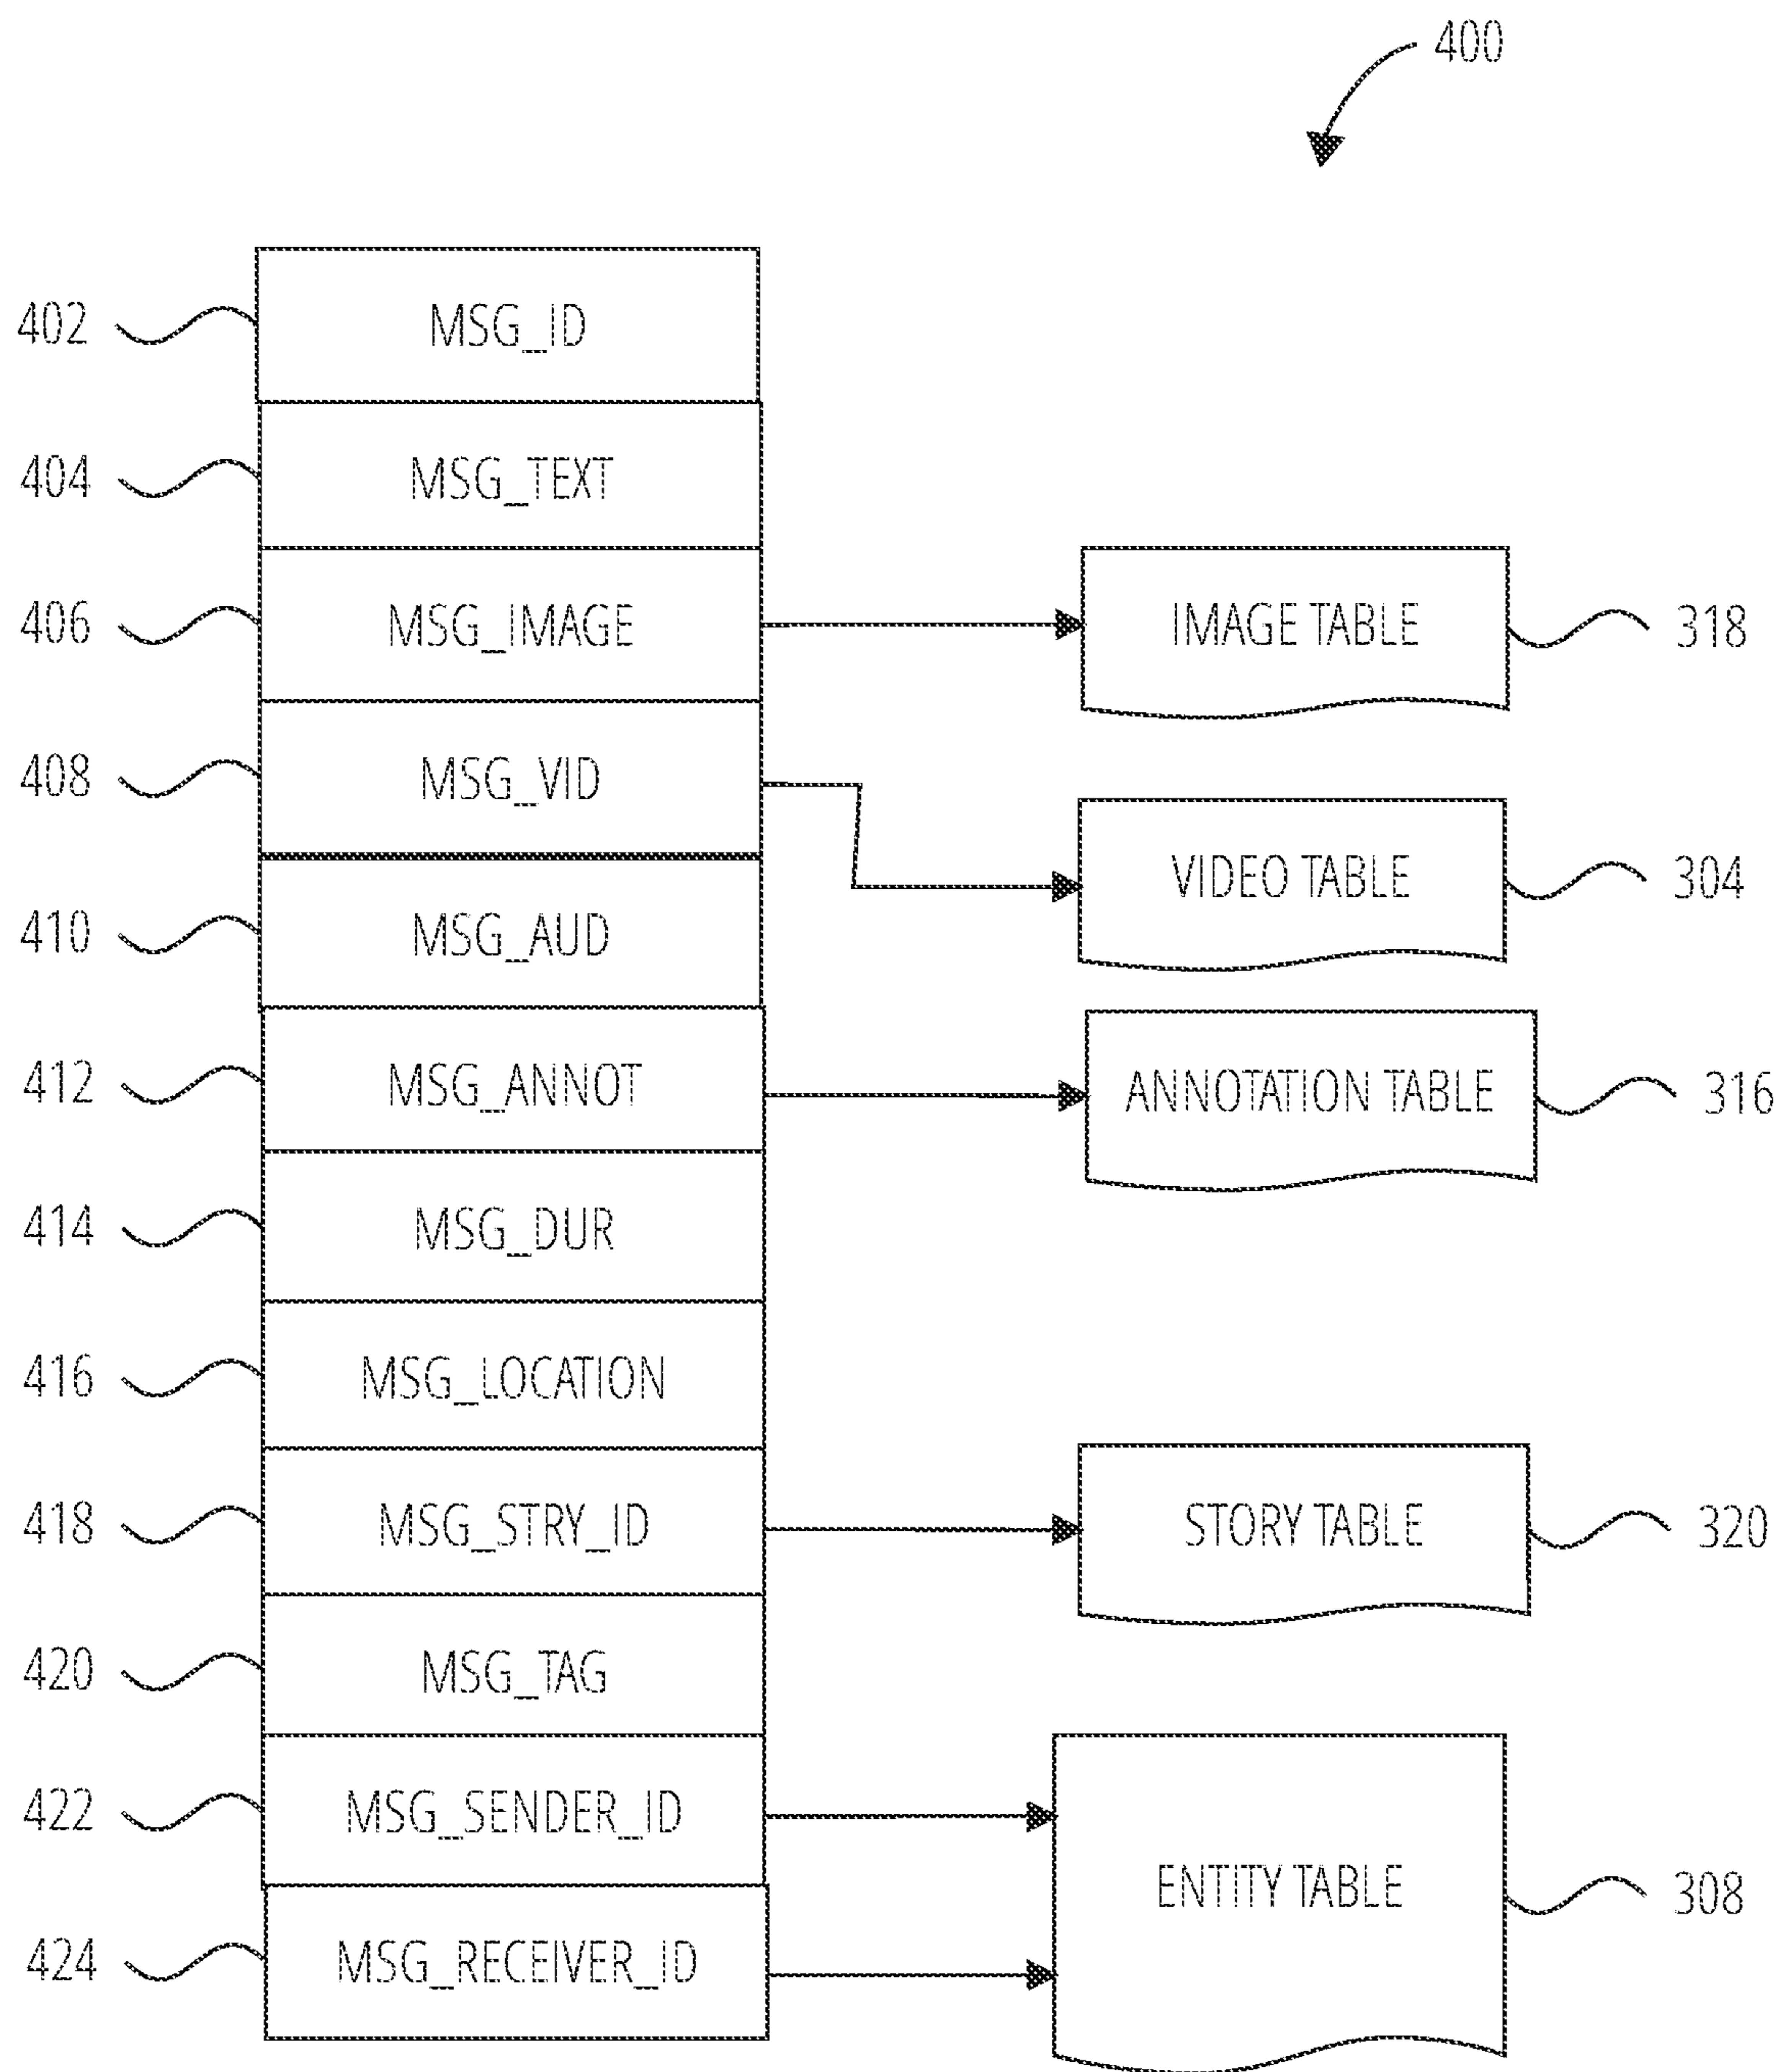 400
402 MSG_ID
404 MSG_TEXT
406 MSG_IMAGE IMAGE TABLE 318
408 MSG_VID
VIDEO TABLE 304
410 MSG_AUD
412 MSG_ANNOT ANNOTATION TABLE 316
414 MSG_DUR
416 MSG_LOCATION
418 MSG_STRY_ID STORY TABLE 320
420 MSG_TAG
422 MSG_SENDER_ID
ENTITY TABLE 308
424 MSG_RECEIVER_ID